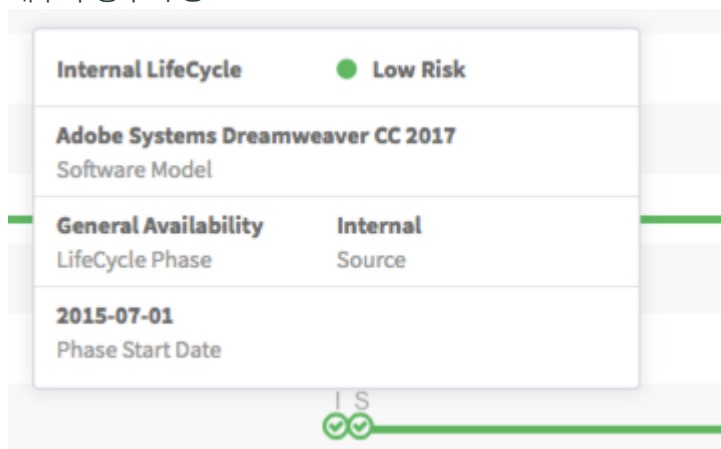 Internal LifeCycle
Low Risk
Adobe Systems Dreamweaver CC 2017
Software Model
General Availability
Internal
LifeCycle Phase
Source
2015-07-01
Phase Start Date
I S